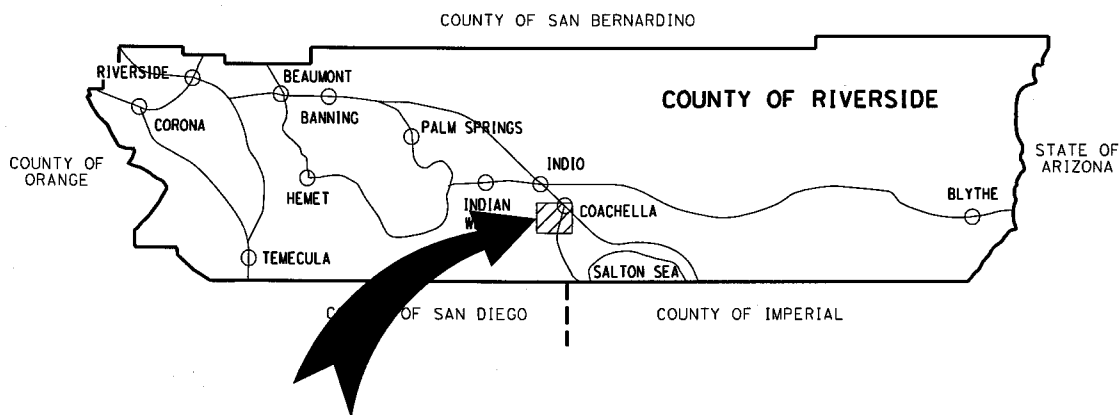 COUNTY OF SAN BERNARDINO
RIVERSIDE
BEAUMONT
COUNTY OF RIVERSIDE
CORONA
BANNING
PALM SPRINGS
COUNTY OF
ORANGE
STATE OF
ARIZONA
INDIO
HEMET
INDIAN
BLYTHE
COACHELLA
TEMECULA
SALTON SEA
OF SAN DIEGO
COUNTY OF IMPERIAL